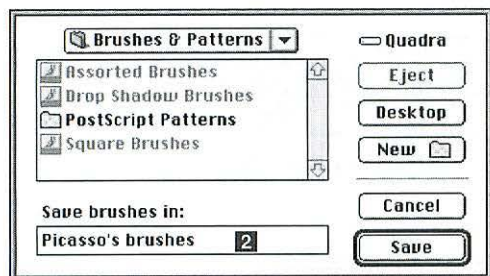 Brushes & Patterns
Quadra
Assorted Brushes
Drop Shadow Brushes
PostScript Patterns
Square Brushes
Eject
Desktop
New
Save brushes in:
Picasso's brushes 2
Cancel
Save